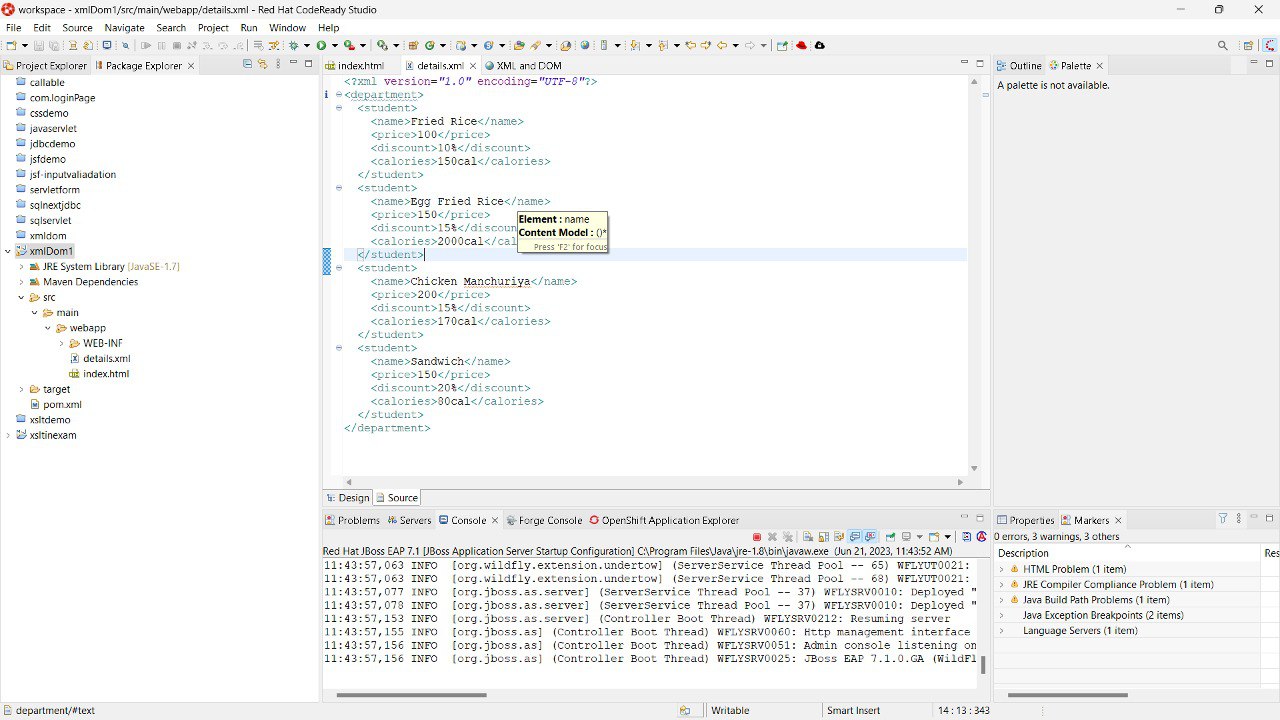 workspace - xmlDom1/src/main/webapp/details.xml - Red Hat CodeReady Studio
File Edit Source Navigate Search Project Run Window Help
Project Explorer Package Explorer
callable
com.loginPage
cssdemo
javaservlet
jdbcdemo
jsfdemo
jsf-inputvaliadation
servletform
sqlnextjdbc
sqlservlet
xmldom
xmlDom1
JRE System Library [JavaSE-1.7]
Maven Dependencies
src
main
webapp
WEB-INF
details.xml
index.html
target
pom.xml
xsltdemo
xsltinexam
index.html details.xml XML and DOM
<?xml version="1.0" encoding="UTF-8"?>
<department>
<student>
<name>Fried Rice</name>
<price>100</price>
<discount>10%</discount>
<calories>150cal</calories>
</student>
<student>
<name>Egg Fried Rice</name>
<price>150</price>
<discount>15%</discoun
<calories>2000cal</cal
</student>
<student>
<name>Chicken Manchuriya</name>
<price>200</price>
<discount>15%</discount>
<calories>170cal</calories>
</student>
<student>
<name>Sandwich</name>
<price>150</price>
<discount>20%</discount>
<calories>80cal</calories>
</student>
</department>
Element : name
Content Model : ()*
Press 'F2' for focus
Design Source
Outline Palette
A palette is not available.
Problems Servers Console Forge Console OpenShift Application Explorer
Red Hat JBoss EAP 7.1 [JBoss Application Server Startup Configuration] C:\Program Files\Java\jre-1.8\bin\javaw.exe (Jun 21, 2023, 11:43:52 AM)
11:43:57,063 INFO [org.wildfly.extension.undertow] (ServerService Thread Pool -- 65) WFLYUT0021:
11:43:57,063 INFO [org.wildfly.extension.undertow] (ServerService Thread Pool -- 68) WFLYUT0021:
11:43:57,077 INFO [org.jboss.as.server] (ServerService Thread Pool -- 37) WFLYSRV0010: Deployed "
11:43:57,078 INFO [org.jboss.as.server] (ServerService Thread Pool -- 37) WFLYSRV0010: Deployed "
11:43:57,153 INFO [org.jboss.as.server] (Controller Boot Thread) WFLYSRV0212: Resuming server
11:43:57,155 INFO [org.jboss.as] (Controller Boot Thread) WFLYSRV0060: Http management interface
11:43:57,156 INFO [org.jboss.as] (Controller Boot Thread) WFLYSRV0051: Admin console listening on
11:43:57,156 INFO [org.jboss.as] (Controller Boot Thread) WFLYSRV0025: JBoss EAP 7.1.0.GA (WildFl
Properties Markers
0 errors, 3 warnings, 3 others
Description Res
HTML Problem (1 item)
JRE Compiler Compliance Problem (1 item)
Java Build Path Problems (1 item)
Java Exception Breakpoints (2 items)
Language Servers (1 item)
department/#text Writable Smart Insert 14 : 13 : 343